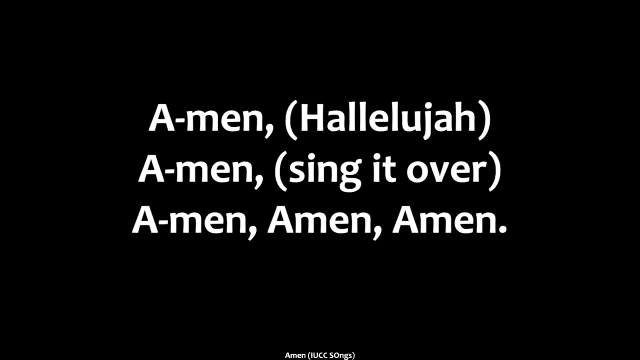 A-men, (Hallelujah)
A-men, (sing it over)
A-men, Amen, Amen.
Amen (IUCC SOngs)